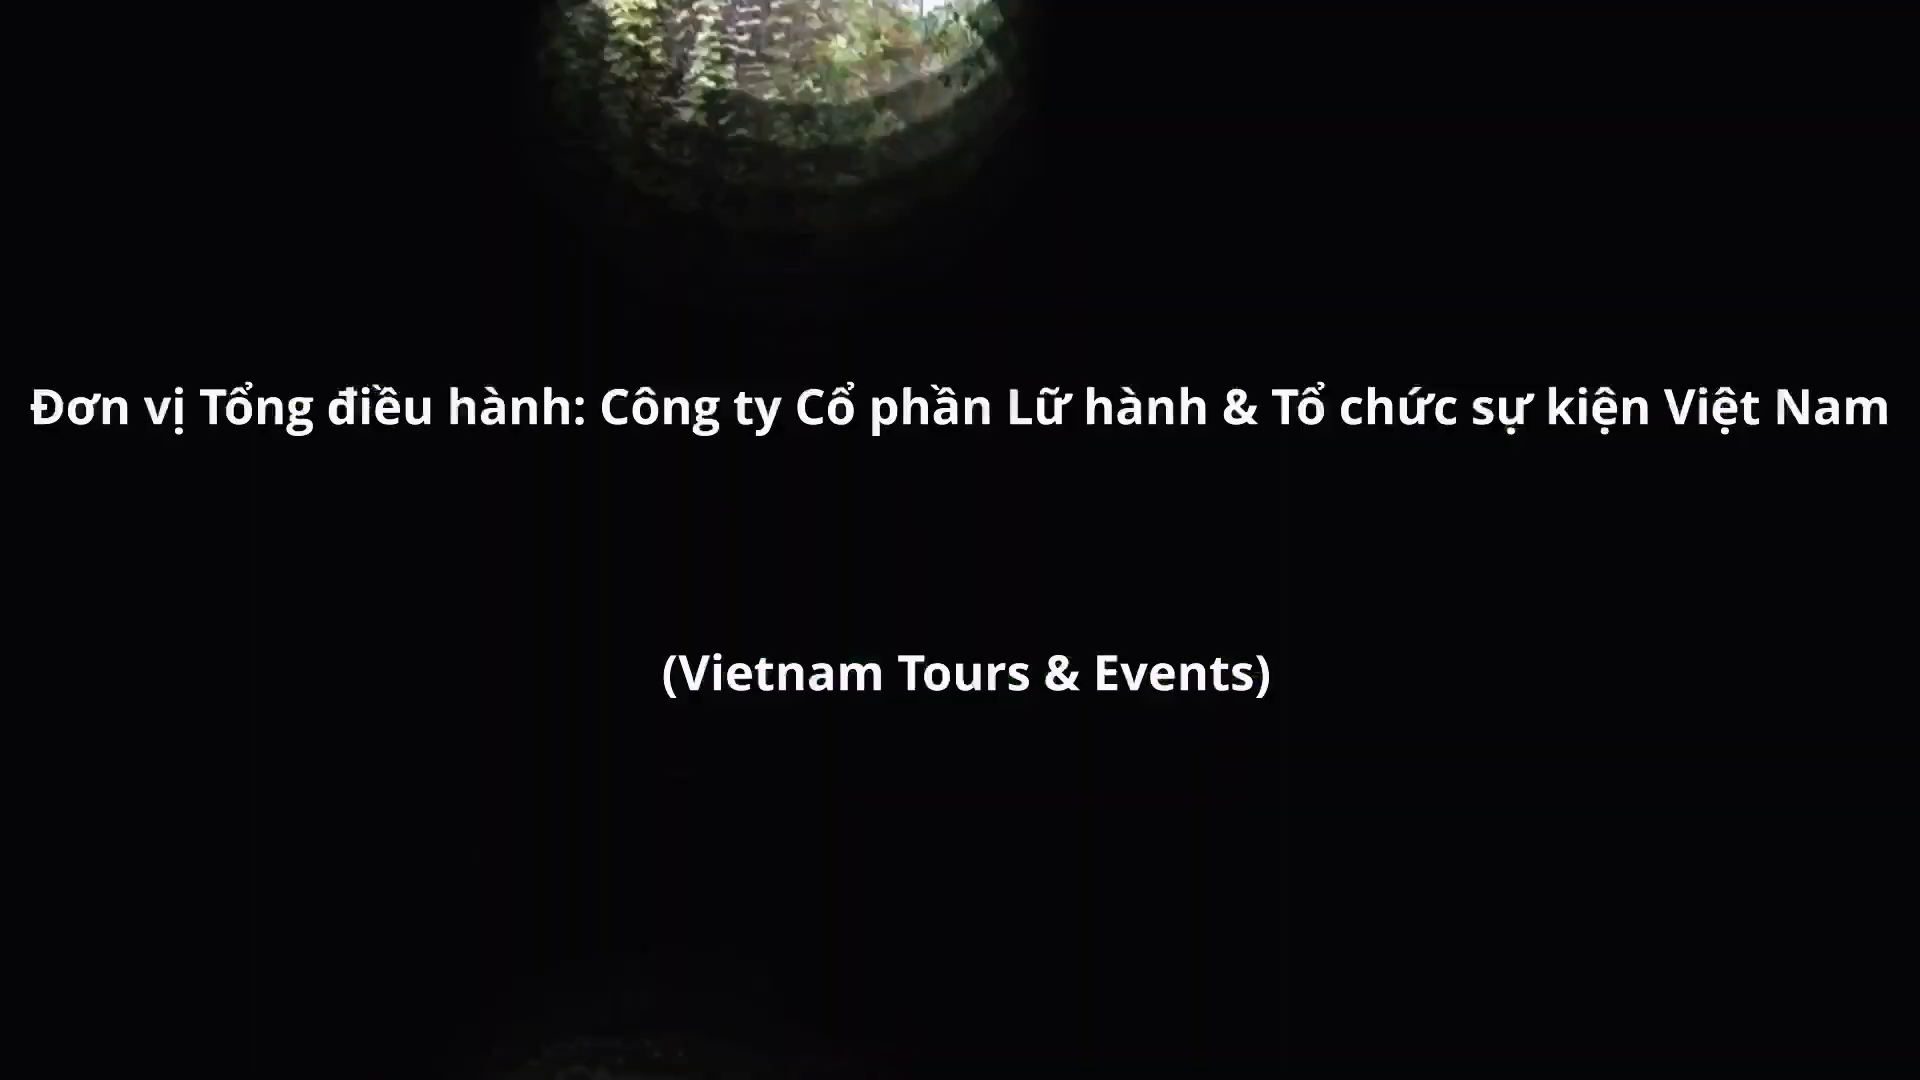 Đơn vị Tổng điều hành: Công ty Cổ phần Lữ hành & Tổ chức sự kiện Việt Nam
(Vietnam Tours & Events)